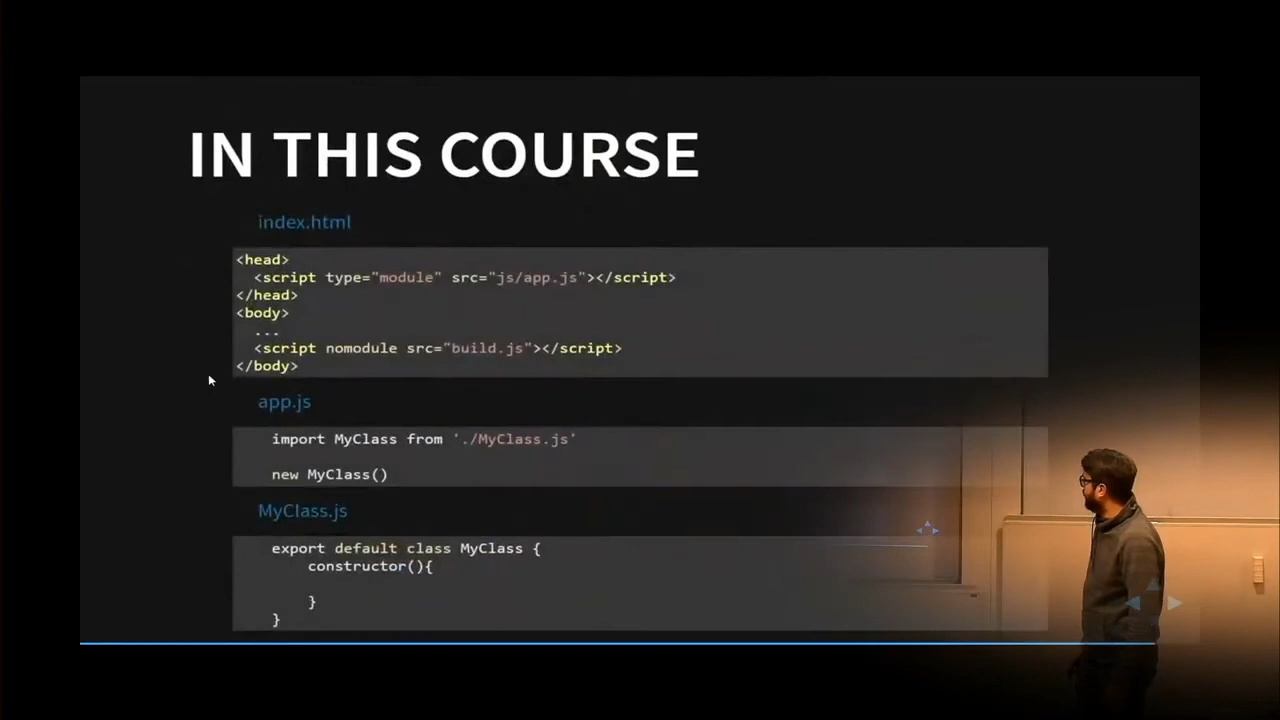 IN THIS COURSE
index.html
<head>
  <script type="module" src="js/app.js"></script>
</head>
<body>
  ...
  <script nomodule src="build.js"></script>
</body>
app.js
import MyClass from './MyClass.js'
new MyClass()
MyClass.js
export default class MyClass {
    constructor(){
    }
}